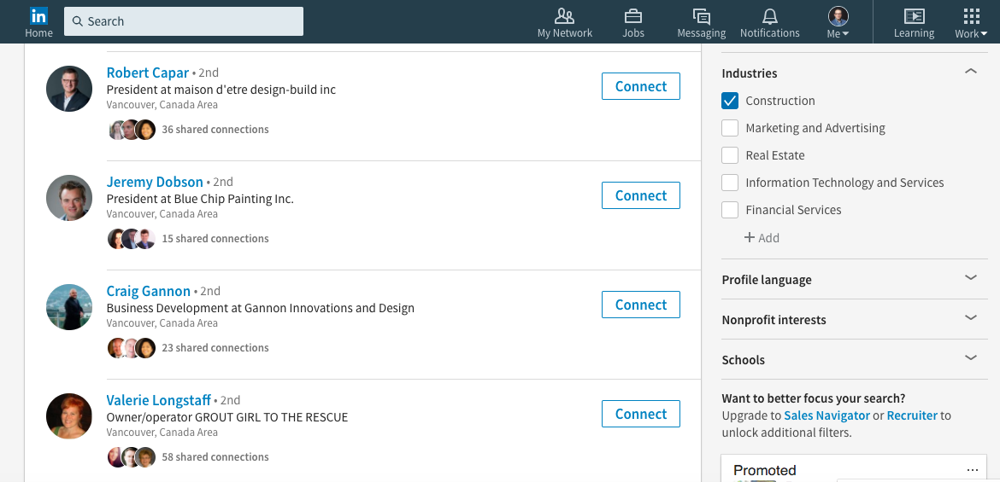 in
Search
Home
My Network
Jobs
Messaging
Notifications
Me
Learning
Work
Robert Capar • 2nd
President at maison d'etre design-build inc
Vancouver, Canada Area
36 shared connections
Connect
Jeremy Dobson • 2nd
President at Blue Chip Painting Inc.
Vancouver, Canada Area
15 shared connections
Connect
Craig Gannon • 2nd
Business Development at Gannon Innovations and Design
Vancouver, Canada Area
23 shared connections
Connect
Valerie Longstaff • 2nd
Owner/operator GROUT GIRL TO THE RESCUE
Vancouver, Canada Area
58 shared connections
Connect
Industries
Construction
Marketing and Advertising
Real Estate
Information Technology and Services
Financial Services
+ Add
Profile language
Nonprofit interests
Schools
Want to better focus your search?
Upgrade to Sales Navigator or Recruiter to
unlock additional filters.
Promoted
...